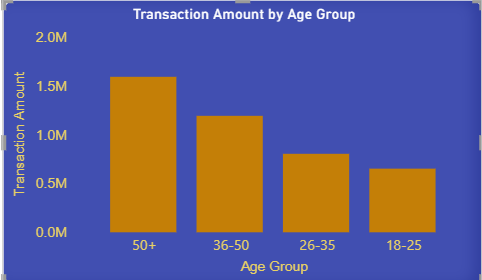 Transaction Amount by Age Group
2.0M
1.5M
1.0M
0.5M
0.0M
Transaction Amount
50+ 36-50 26-35 18-25
Age Group